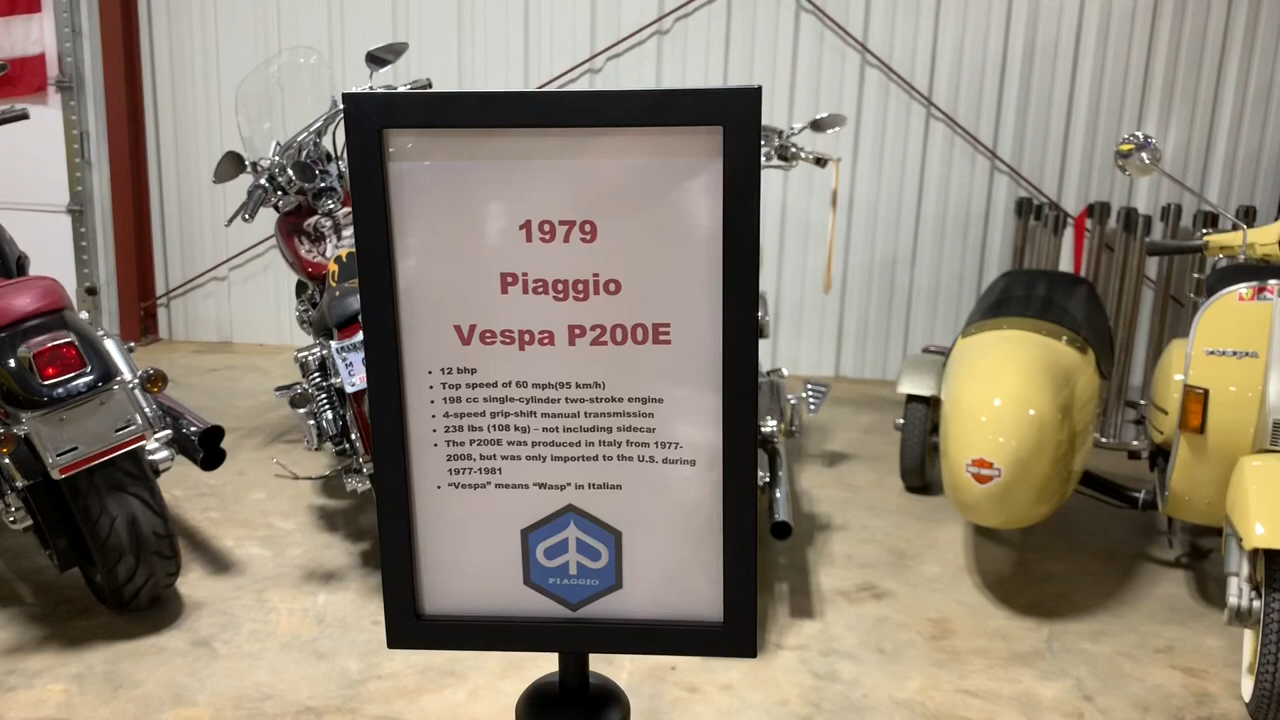 1979
Piaggio
Vespa P200E
• 12 bhp
• Top speed of 60 mph(95 km/h)
• 198 cc single-cylinder two-stroke engine
• 4-speed grip-shift manual transmission
• 238 lbs (108 kg) – not including sidecar
• The P200E was produced in Italy from 1977-
2008, but was only imported to the U.S. during
1977-1981
• “Vespa” means “Wasp” in Italian
PIAGGIO
vespa